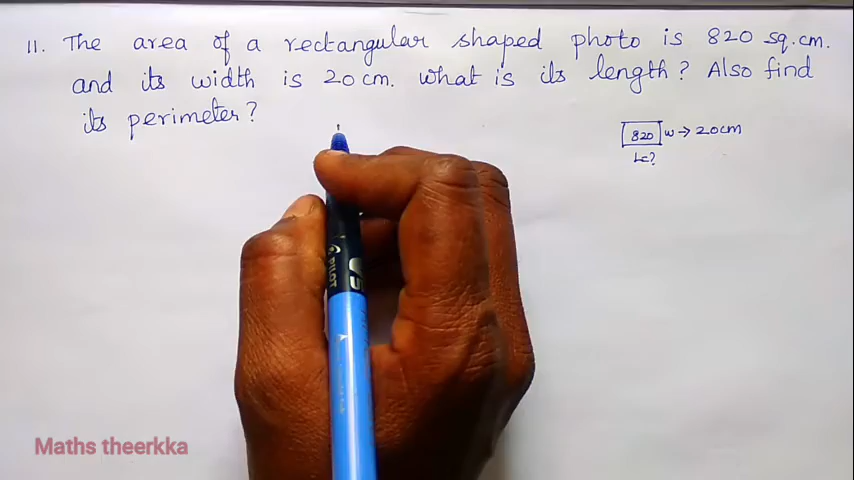 11. The area of a rectangular shaped photo is 820 sq.cm.
and its width is 20 cm. what is its length? Also find
its perimeter?
820 w → 20cm
L=?
PILOT
V5
Maths theerkka